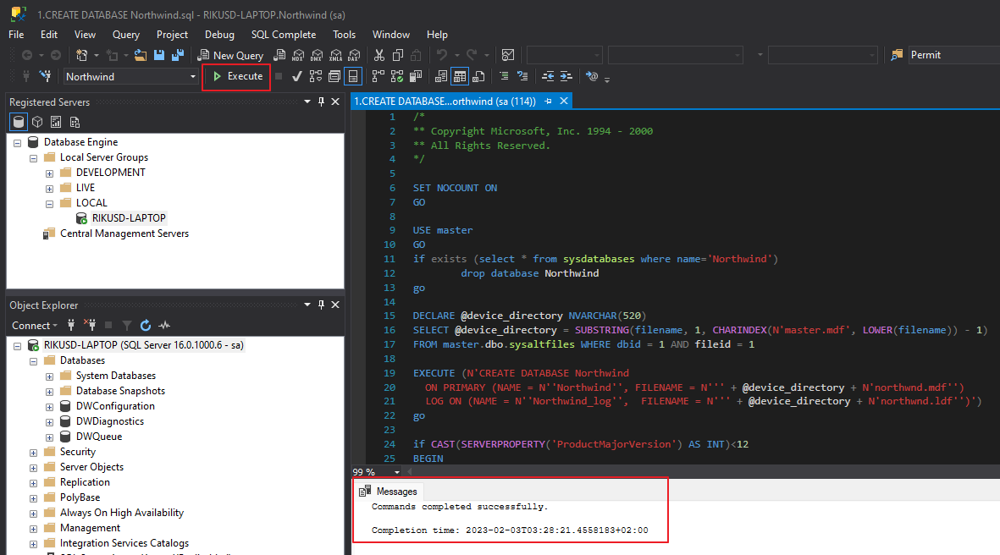 1.CREATE DATABASE Northwind.sql - RIKUSD-LAPTOP.Northwind (sa)
File Edit View Query Project Debug SQL Complete Tools Window Help
New Query MDX DMX XMLA DAX Permit
Northwind Execute
Registered Servers
Database Engine
Local Server Groups
DEVELOPMENT
LIVE
LOCAL
RIKUSD-LAPTOP
Central Management Servers
Object Explorer
Connect
RIKUSD-LAPTOP (SQL Server 16.0.1000.6 - sa)
Databases
System Databases
Database Snapshots
DWConfiguration
DWDiagnostics
DWQueue
Security
Server Objects
Replication
PolyBase
Always On High Availability
Management
Integration Services Catalogs
1.CREATE DATABASE...orthwind (sa (114))
1 /*
2 ** Copyright Microsoft, Inc. 1994 - 2000
3 ** All Rights Reserved.
4 */
5
6 SET NOCOUNT ON
7 GO
8
9 USE master
10 GO
11 if exists (select * from sysdatabases where name='Northwind')
12 drop database Northwind
13 go
14
15 DECLARE @device_directory NVARCHAR(520)
16 SELECT @device_directory = SUBSTRING(filename, 1, CHARINDEX(N'master.mdf', LOWER(filename)) - 1)
17 FROM master.dbo.sysaltfiles WHERE dbid = 1 AND fileid = 1
18
19 EXECUTE (N'CREATE DATABASE Northwind
20 ON PRIMARY (NAME = N''Northwind'', FILENAME = N''' + @device_directory + N'northwnd.mdf'')
21 LOG ON (NAME = N''Northwind_log'', FILENAME = N''' + @device_directory + N'northwnd.ldf'')')
22 go
23
24 if CAST(SERVERPROPERTY('ProductMajorVersion') AS INT)<12
25 BEGIN
99 %
Messages
Commands completed successfully.
Completion time: 2023-02-03T03:28:21.4558183+02:00